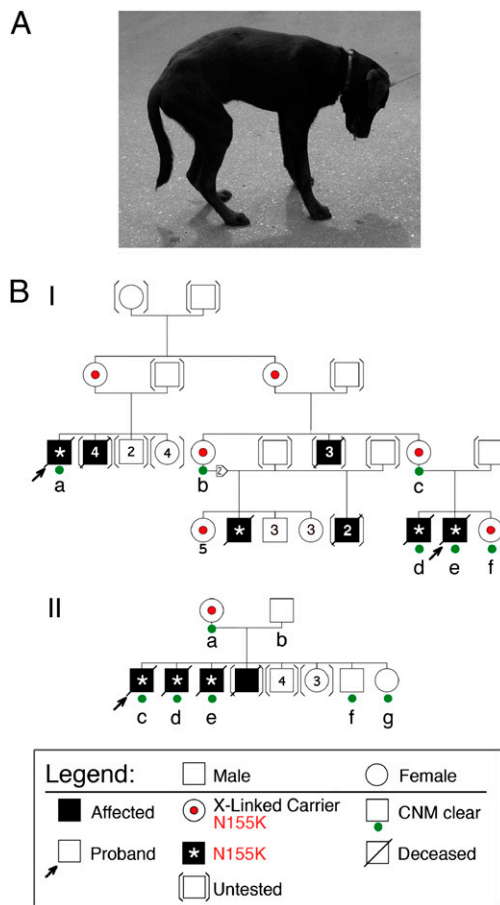 A
B I
* 4 2 4 3
a b 2 c
* 3 3 2 * *
5 d e f
II
a b
* * * 4 3
c d e f g
Legend: Male Female
Affected X-Linked Carrier CNM clear
N155K
Proband * N155K Deceased
Untested